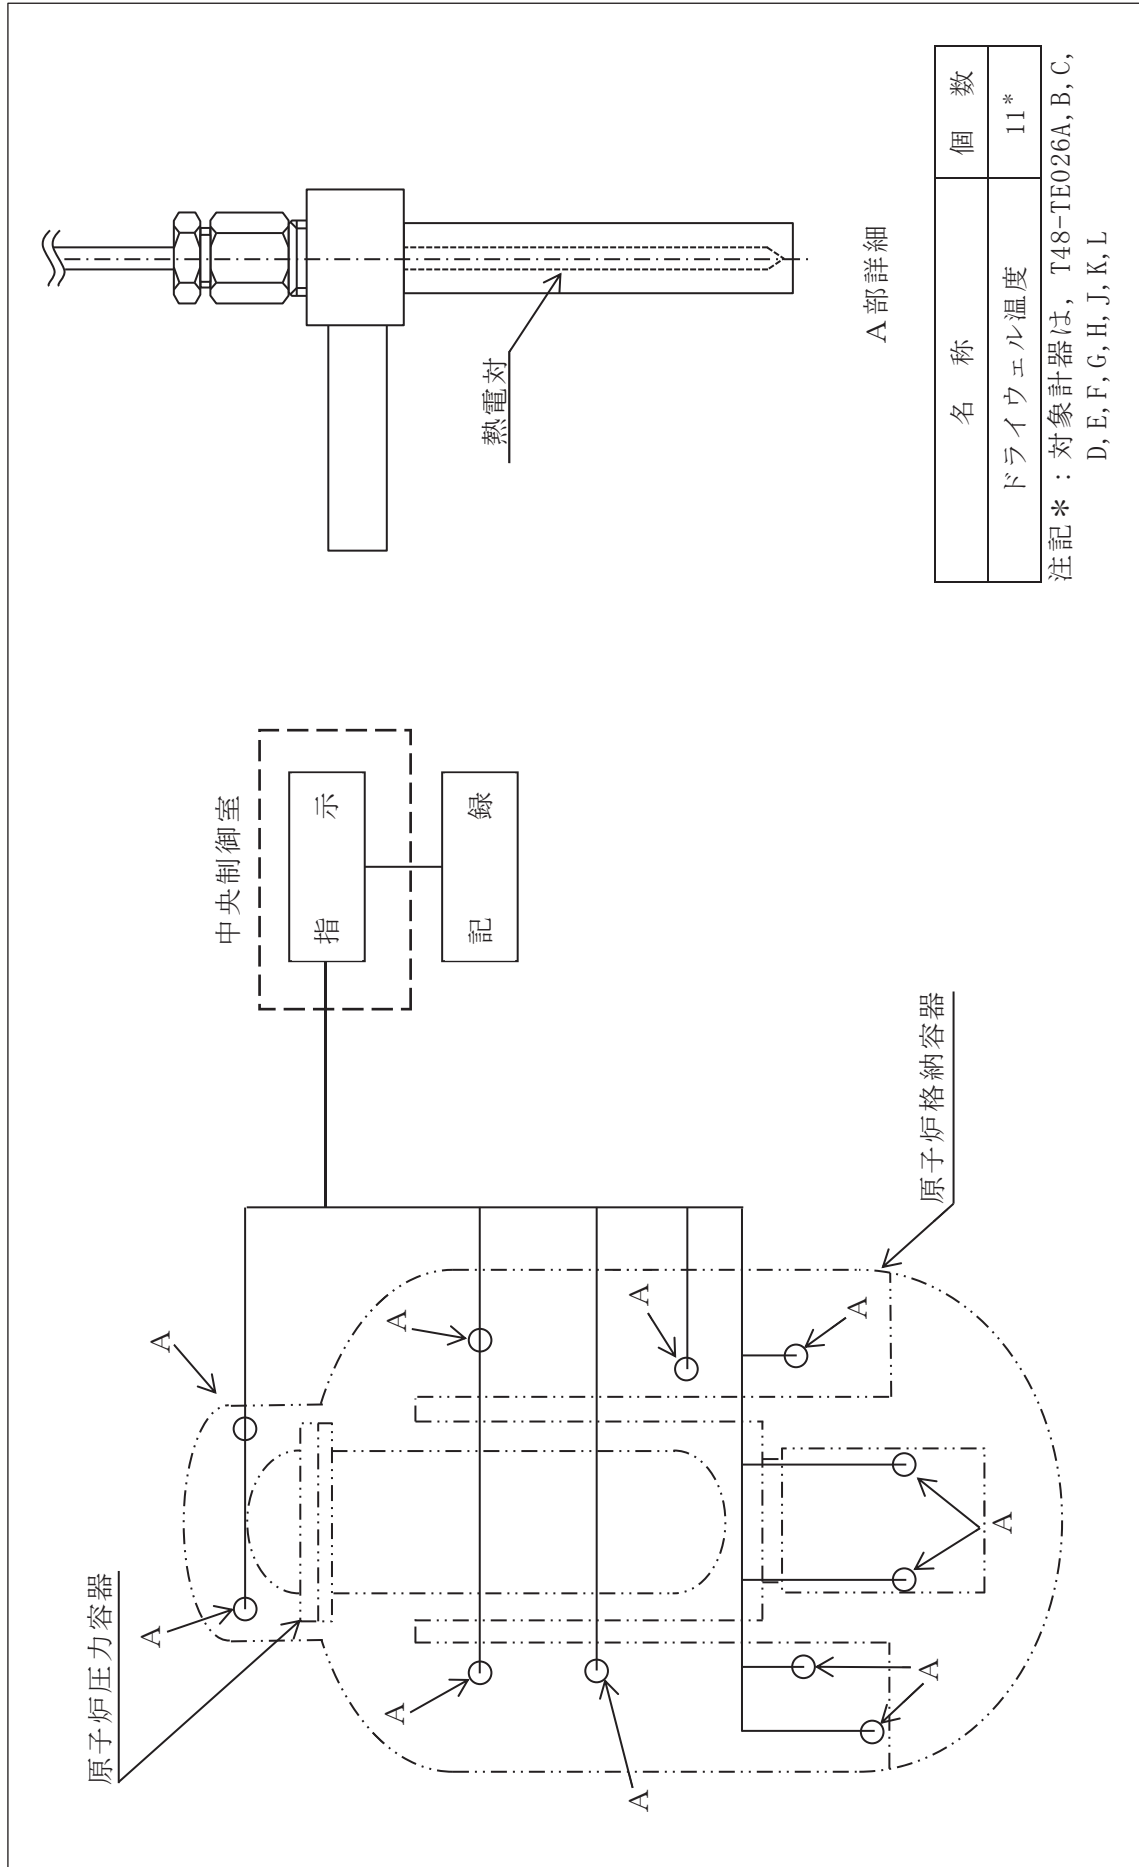 原子炉圧力容器
A
A
A
A
A
A
A
A
A
A
原子炉格納容器
中央制御室
指　示
記　録
熱電対
A部詳細
名　称　個　数
ドライウェル温度　11*
注記*：対象計器は，T48-TE026A,B,C,
D,E,F,G,H,J,K,L